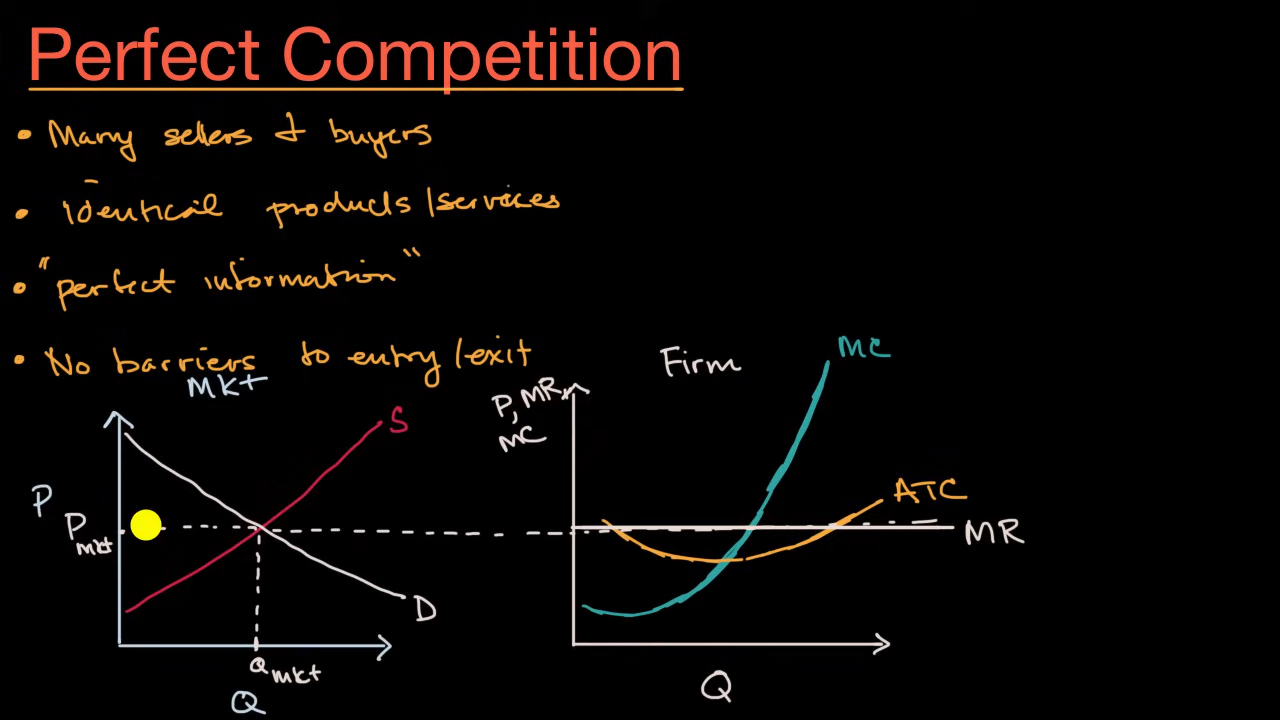 Perfect Competition
• Many sellers & buyers
• identical products/services
• "perfect information"
• No barriers to entry/exit
MKt
Firm
MC
P, MR,
MC
S
P
P mkt
ATC
MR
D
Q mkt
Q
Q